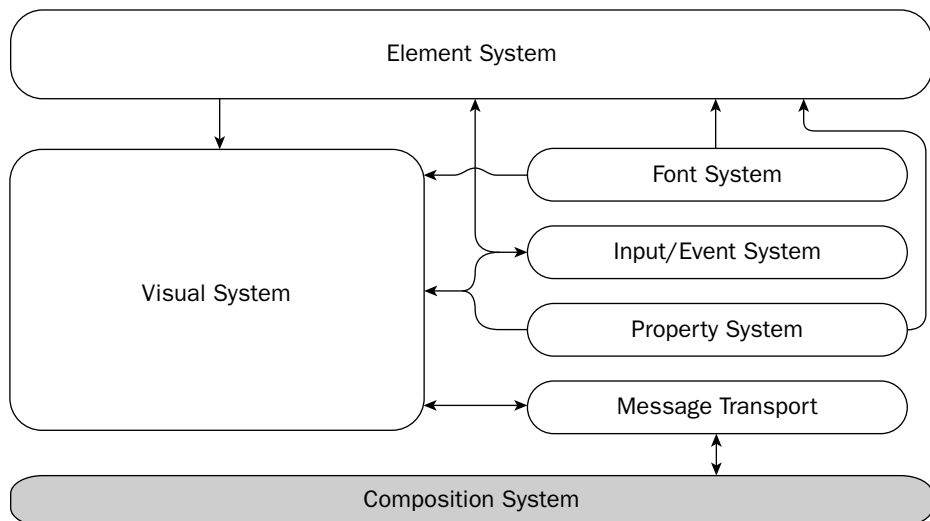 Element System
Font System
Input/Event System
Visual System
Property System
Message Transport
Composition System